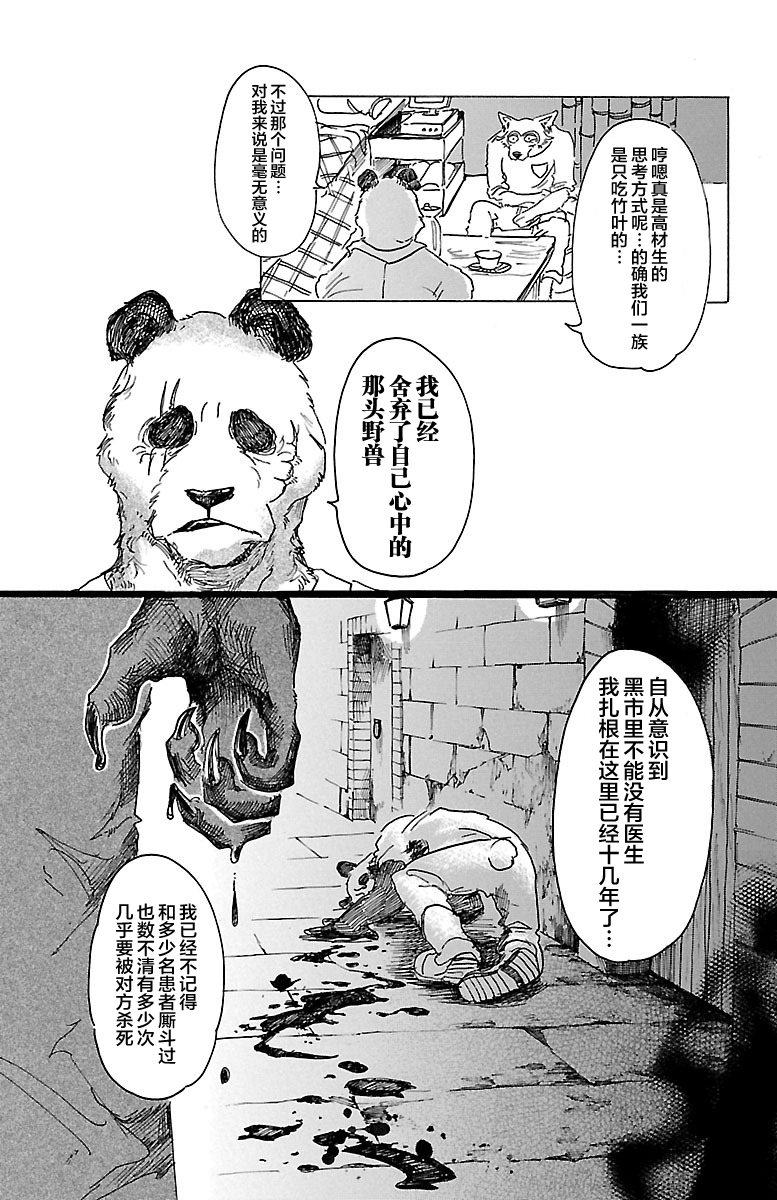 哼嗯真是高材生的
思考方式呢…的确我们一族
是只吃竹叶的…
不过那个问题…
对我来说是毫无意义的
我已经
舍弃了自己心中的
那头野兽
自从意识到
黑市里不能没有医生
我扎根在这里已经十几年了…
我已经不记得
和多少名患者厮斗过
也数不清有多少次
几乎要被对方杀死